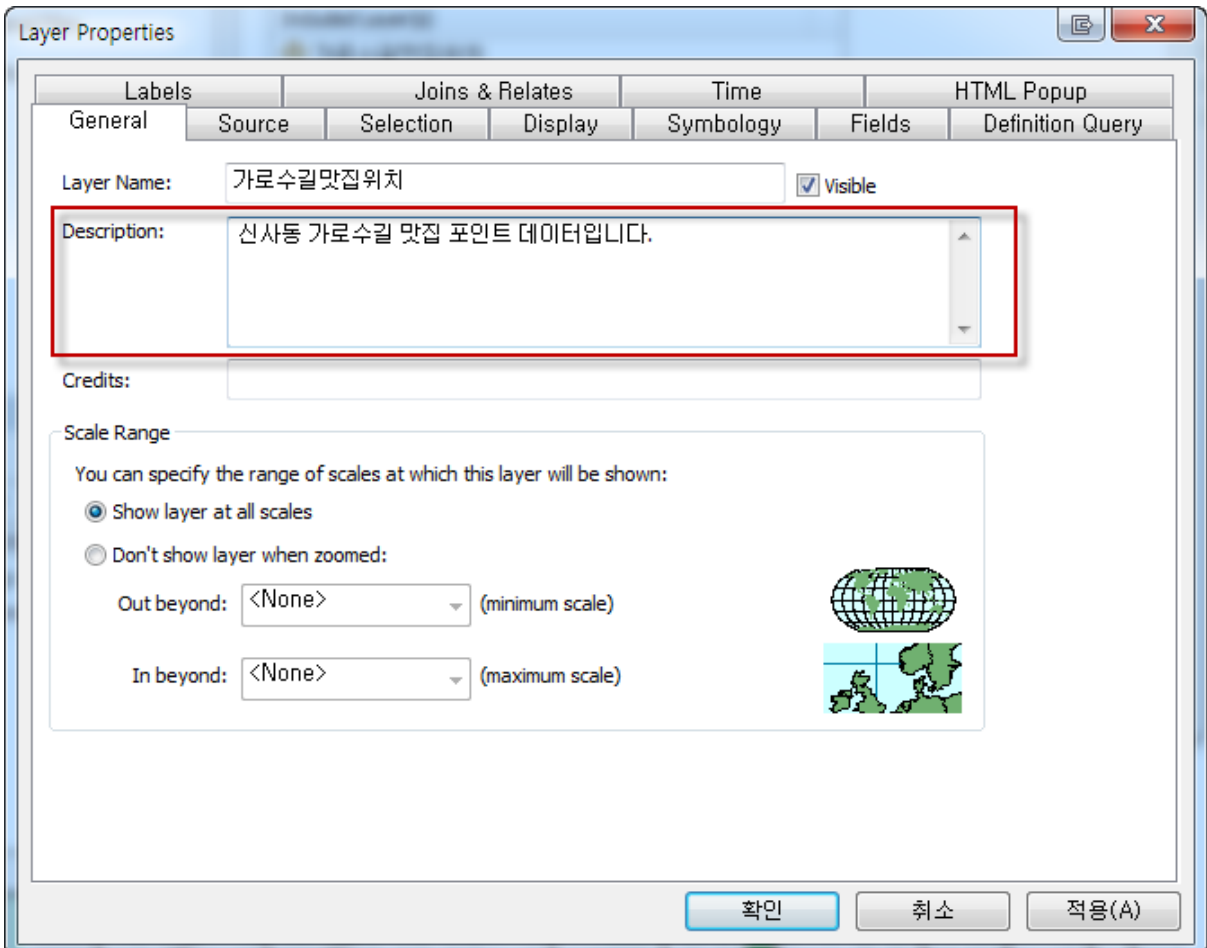 Layer Properties
Labels Joins & Relates Time HTML Popup
General Source Selection Display Symbology Fields Definition Query
Layer Name: 가로수길맛집위치 Visible
Description: 신사동 가로수길 맛집 포인트 데이터입니다.
Credits:
Scale Range
You can specify the range of scales at which this layer will be shown:
Show layer at all scales
Don't show layer when zoomed:
Out beyond: <None> (minimum scale)
In beyond: <None> (maximum scale)
확인 취소 적용(A)